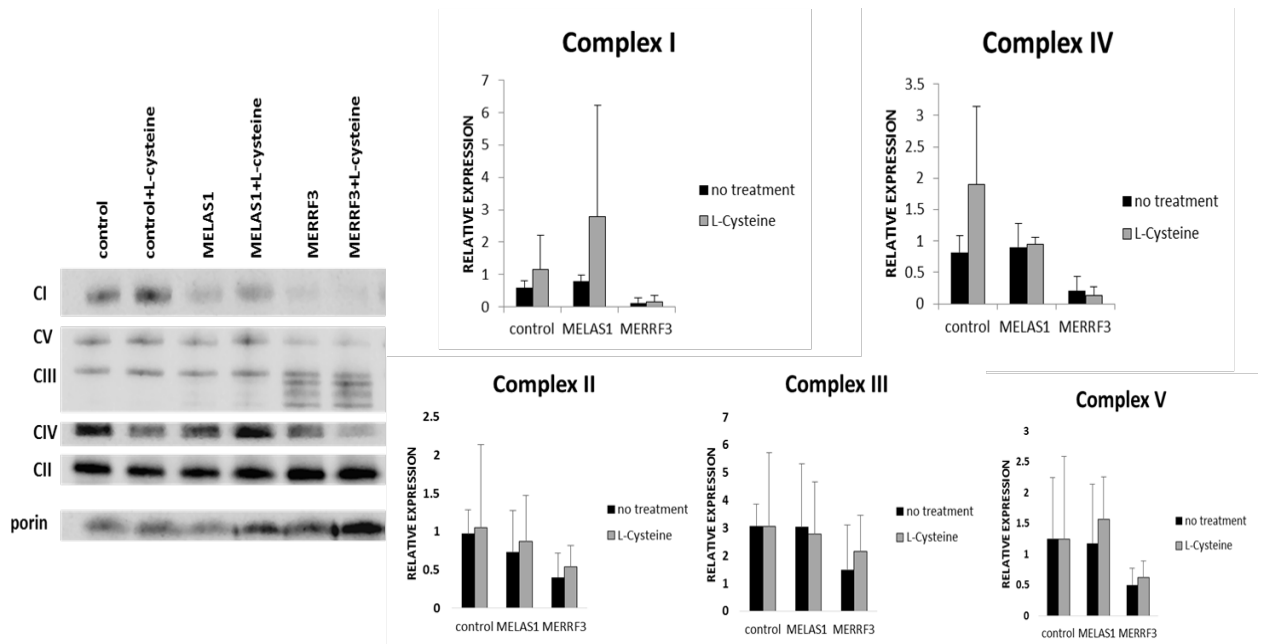 control
control+L-cysteine
MELAS1
MELAS1+L-cysteine
MERRF3
MERRF3+L-cysteine
CI
CV
CIII
CIV
CII
porin
Complex I
RELATIVE EXPRESSION
7
6
5
4
3
2
1
0
control MELAS1 MERRF3
no treatment
L-Cysteine
Complex IV
RELATIVE EXPRESSION
3.5
3
2.5
2
1.5
1
0.5
0
control MELAS1 MERRF3
no treatment
L-Cysteine
Complex II
RELATIVE EXPRESSION
2.5
2
1.5
1
0.5
0
control MELAS1 MERRF3
no treatment
L-Cysteine
Complex III
RELATIVE EXPRESSION
7
6
5
4
3
2
1
0
control MELAS1 MERRF3
no treatment
L-Cysteine
Complex V
RELATIVE EXPRESSION
3
2.5
2
1.5
1
0.5
0
control MELAS1 MERRF3
no treatment
L-Cysteine